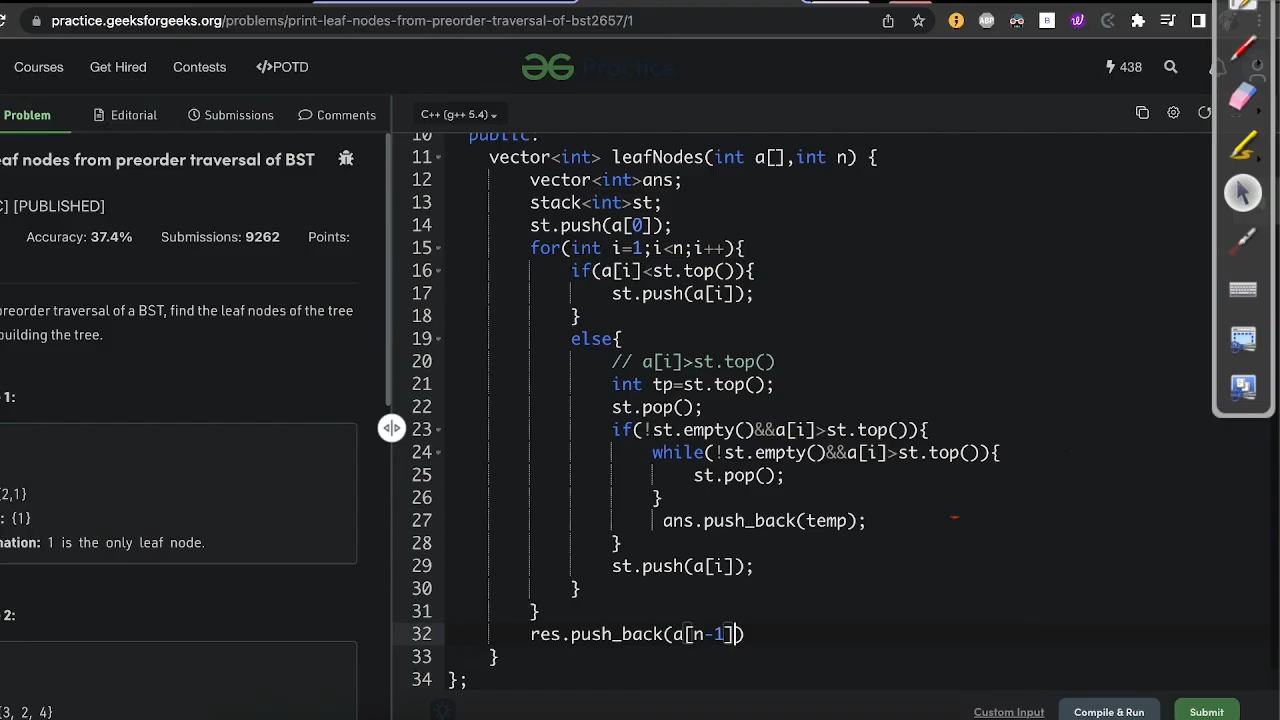 practice.geeksforgeeks.org/problems/print-leaf-nodes-from-preorder-traversal-of-bst2657/1
Courses Get Hired Contests </>POTD Practice 438
Problem Editorial Submissions Comments C++ (g++ 5.4)
eaf nodes from preorder traversal of BST
C] [PUBLISHED]
Accuracy: 37.4% Submissions: 9262 Points:
preorder traversal of a BST, find the leaf nodes of the tree
building the tree.
1:
{2,1}
: {1}
nation: 1 is the only leaf node.
2:
{3, 2, 4}
10 public:
11 vector<int> leafNodes(int a[],int n) {
12 vector<int>ans;
13 stack<int>st;
14 st.push(a[0]);
15 for(int i=1;i<n;i++){
16 if(a[i]<st.top()){
17 st.push(a[i]);
18 }
19 else{
20 // a[i]>st.top()
21 int tp=st.top();
22 st.pop();
23 if(!st.empty()&&a[i]>st.top()){
24 while(!st.empty()&&a[i]>st.top()){
25 st.pop();
26 }
27 ans.push_back(temp);
28 }
29 st.push(a[i]);
30 }
31 }
32 res.push_back(a[n-1])
33 }
34 };
Custom Input Compile & Run Submit